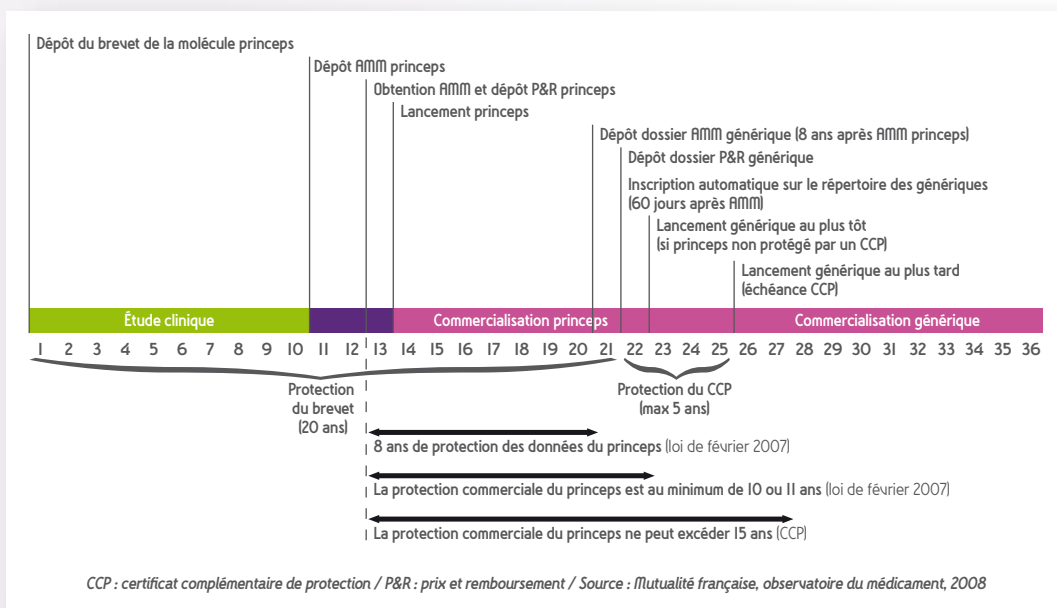 Dépôt du brevet de la molécule princeps
Dépôt AMM princeps
Obtention AMM et dépôt P&R princeps
Lancement princeps
Dépôt dossier AMM générique (8 ans après AMM princeps)
Dépôt dossier P&R générique
Inscription automatique sur le répertoire des génériques
(60 jours après AMM)
Lancement générique au plus tôt
(si princeps non protégé par un CCP)
Lancement générique au plus tard
(échéance CCP)
Étude clinique
Commercialisation princeps
Commercialisation générique
1 2 3 4 5 6 7 8 9 10 11 12 13 14 15 16 17 18 19 20 21 22 23 24 25 26 27 28 29 30 31 32 33 34 35 36
Protection
du brevet
(20 ans)
Protection du CCP
(max 5 ans)
8 ans de protection des données du princeps (loi de février 2007)
La protection commerciale du princeps est au minimum de 10 ou 11 ans (loi de février 2007)
La protection commerciale du princeps ne peut excéder 15 ans (CCP)
CCP : certificat complémentaire de protection / P&R : prix et remboursement / Source : Mutualité française, observatoire du médicament, 2008